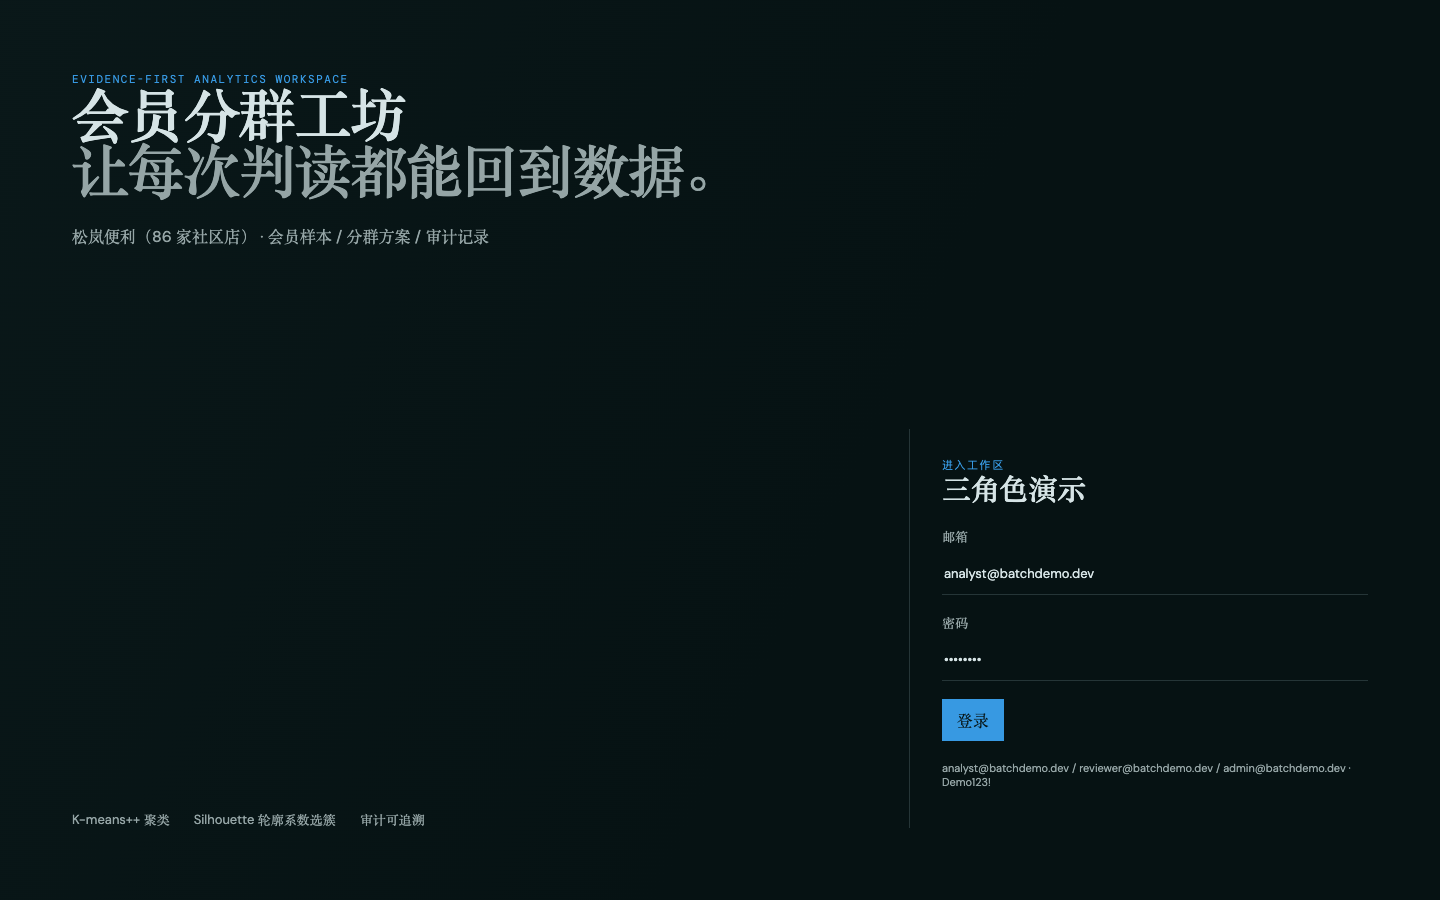 EVIDENCE-FIRST ANALYTICS WORKSPACE
会员分群工坊
让每次判读都能回到数据。
松岚便利（86 家社区店） · 会员样本 / 分群方案 / 审计记录
进入工作区
三角色演示
邮箱
analyst@batchdemo.dev
密码
••••••••
登录
analyst@batchdemo.dev / reviewer@batchdemo.dev / admin@batchdemo.dev ·
Demo123!
K-means++ 聚类 Silhouette 轮廓系数选簇 审计可追溯